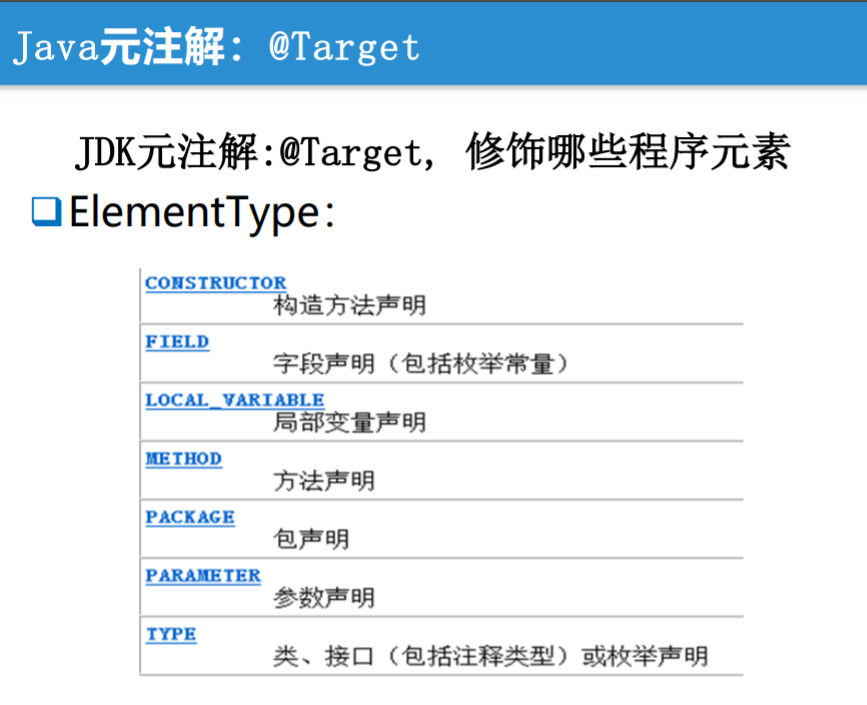 Java元注解：@Target
JDK元注解:@Target, 修饰哪些程序元素
ElementType：
CONSTRUCTOR
构造方法声明
FIELD
字段声明（包括枚举常量）
LOCAL_VARIABLE
局部变量声明
METHOD
方法声明
PACKAGE
包声明
PARAMETER
参数声明
TYPE
类、接口（包括注释类型）或枚举声明